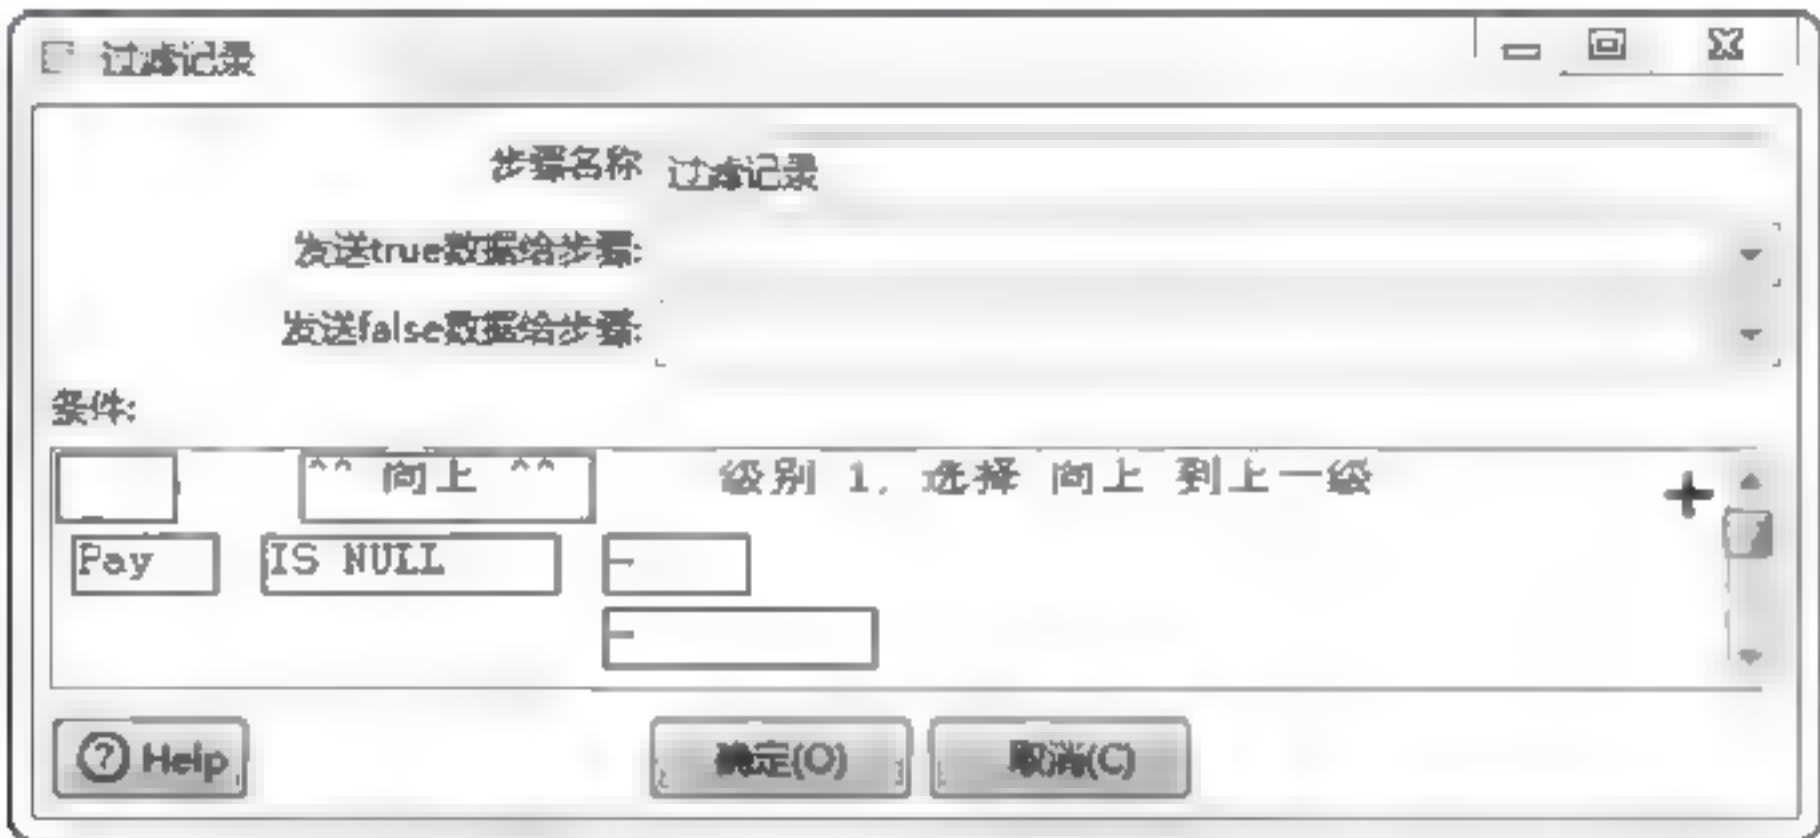 过滤记录
步骤名称 过滤记录
发送true数据给步骤:
发送false数据给步骤:
条件:
^^ 向上 ^^ 级别 1, 选择 向上 到上一级
Pay IS NULL -
-
Help 确定(O) 取消(C)